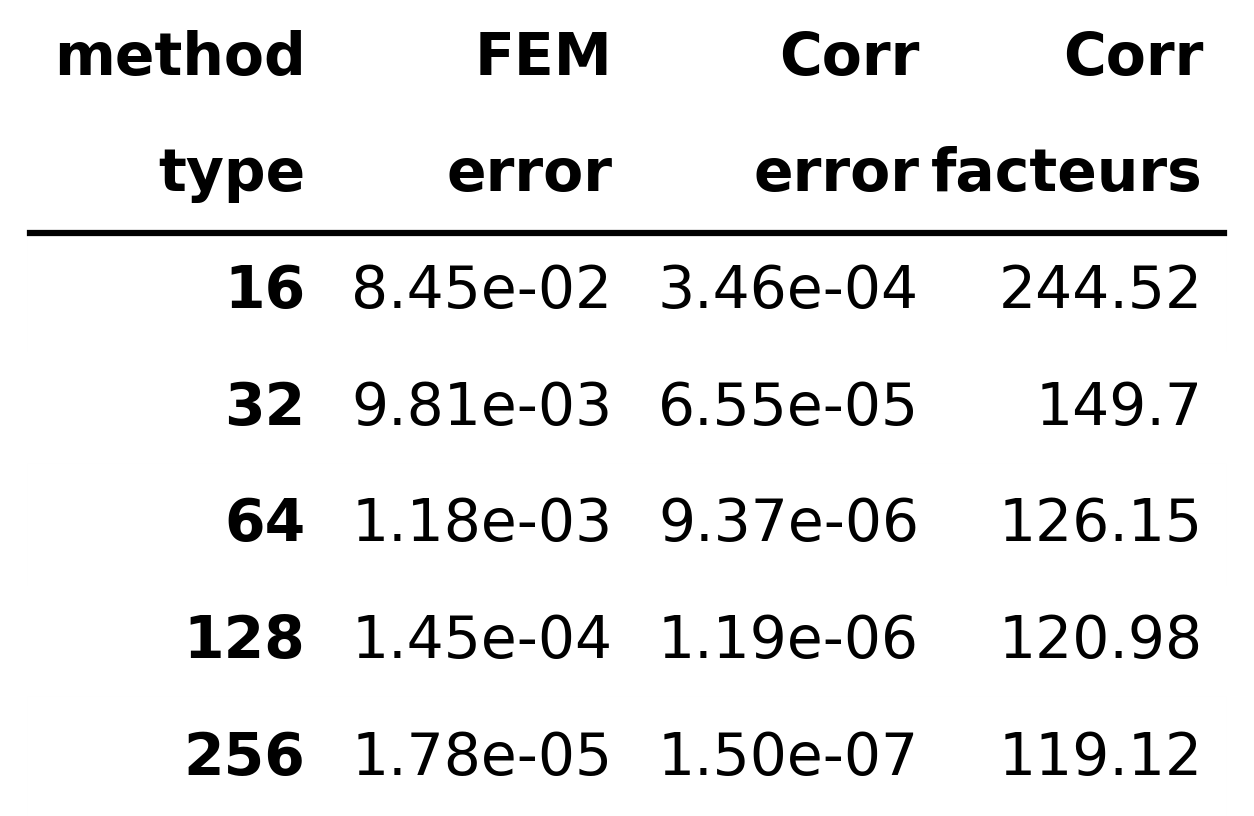 method FEM Corr Corr
type error error facteurs
16 8.45e-02 3.46e-04 244.52
32 9.81e-03 6.55e-05 149.7
64 1.18e-03 9.37e-06 126.15
128 1.45e-04 1.19e-06 120.98
256 1.78e-05 1.50e-07 119.12